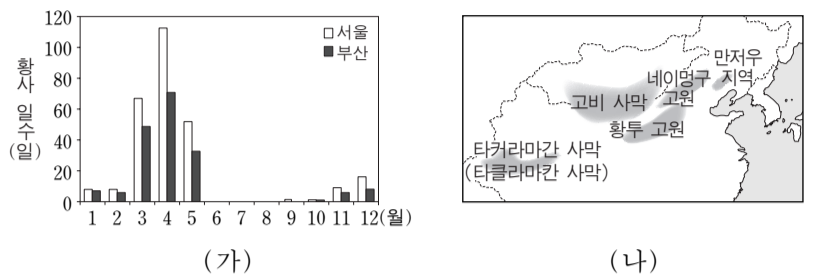 120
100
80
60
40
20
0
황사 일수(일)
□ 서울
■ 부산
1 2 3 4 5 6 7 8 9 10 11 12(월)
(가)
만저우
지역
네이멍구
고원
고비 사막
황투 고원
타커라마간 사막
(타클라마칸 사막)
(나)